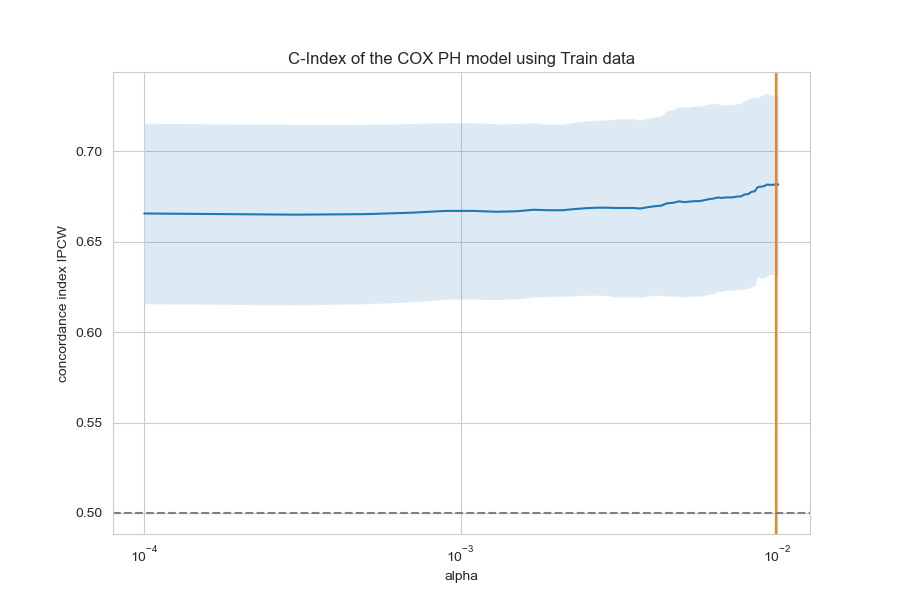 C-Index of the COX PH model using Train data
concordance index IPCW
0.70
0.65
0.60
0.55
0.50
10⁻⁴ 10⁻³ 10⁻²
alpha